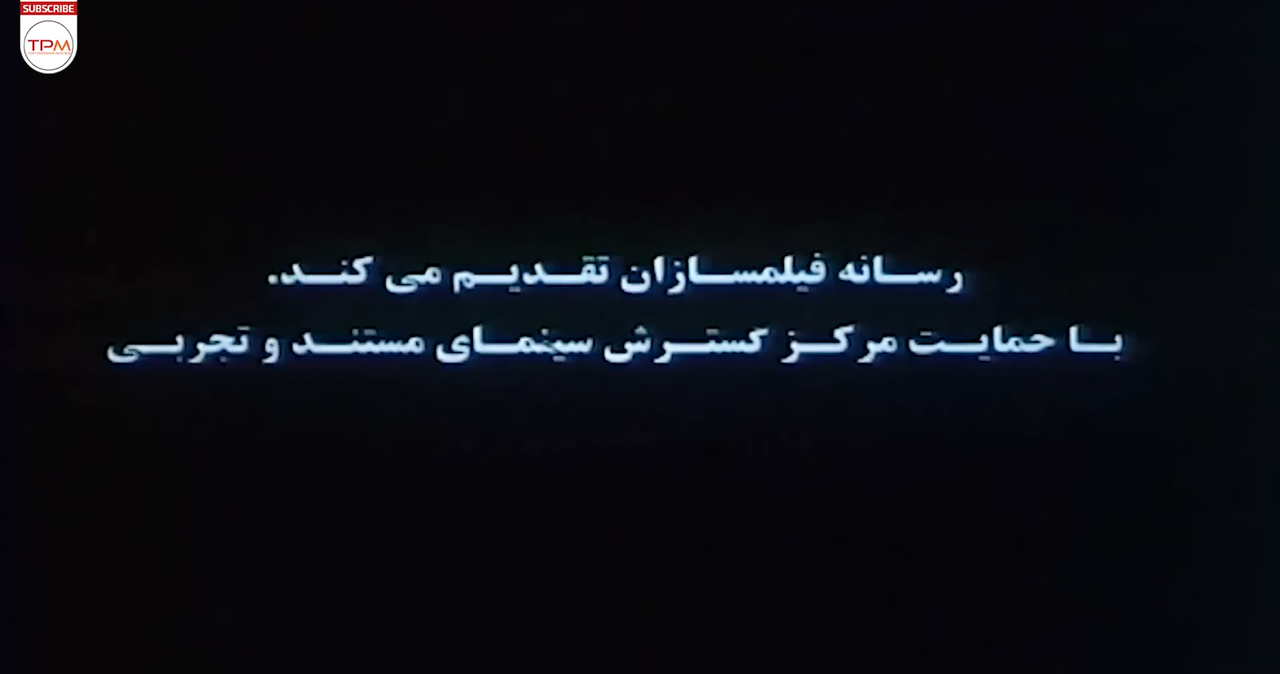 SUBSCRIBE
TPM
رسانه فیلمسازان تقدیم می کند.
با حمایت مرکز گسترش سینمای مستند و تجربی